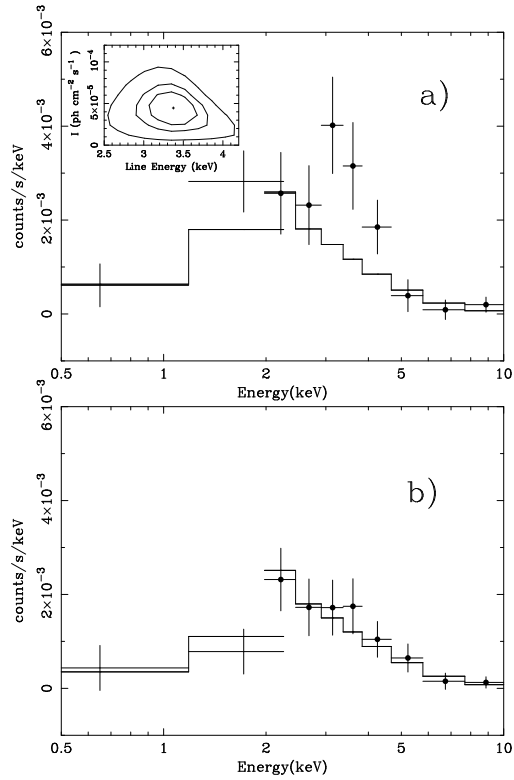 6×10⁻³
4×10⁻³
2×10⁻³
0
counts/s/keV
I (ph cm⁻² s⁻¹)
10⁻⁴
5×10⁻⁵
0
2.5 3 3.5 4
Line Energy (keV)
a)
0.5 1 2 5 10
Energy(keV)
6×10⁻³
4×10⁻³
2×10⁻³
0
counts/s/keV
b)
0.5 1 2 5 10
Energy(keV)